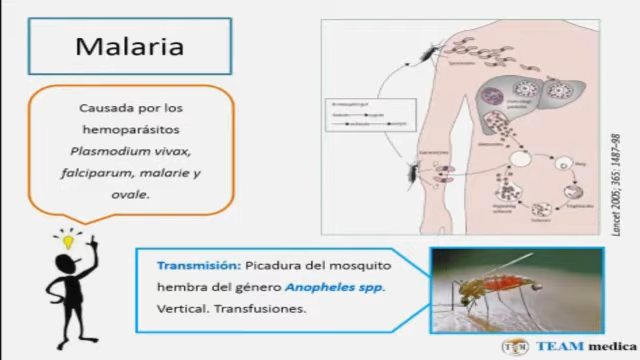 Malaria
Causada por los
hemoparásitos
Plasmodium vivax,
falciparum, malarie y
ovale.
Transmisión: Picadura del mosquito
hembra del género Anopheles spp.
Vertical. Transfusiones.
Lancet 2005; 365: 1487-98
TEAM medica